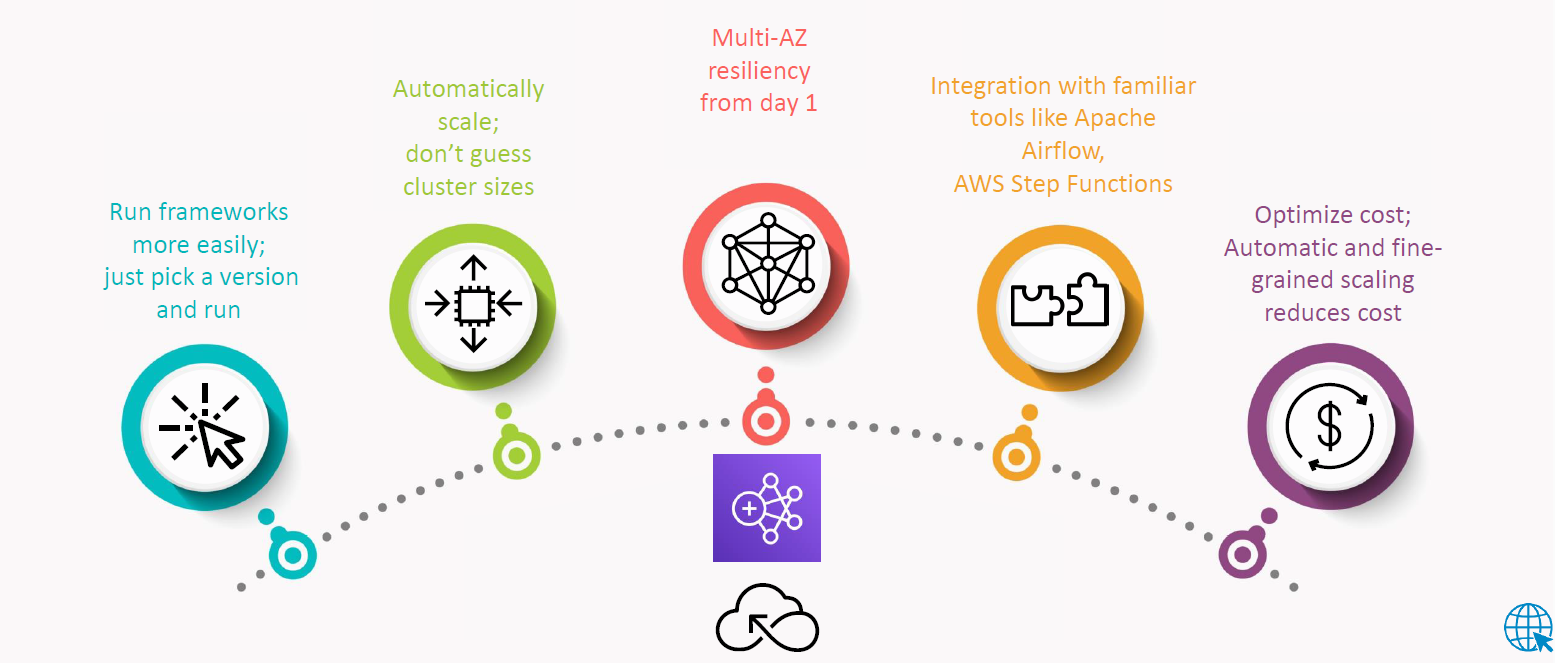 Run frameworks
more easily;
just pick a version
and run
Automatically
scale;
don’t guess
cluster sizes
Multi-AZ
resiliency
from day 1
Integration with familiar
tools like Apache
Airflow,
AWS Step Functions
Optimize cost;
Automatic and fine-
grained scaling
reduces cost